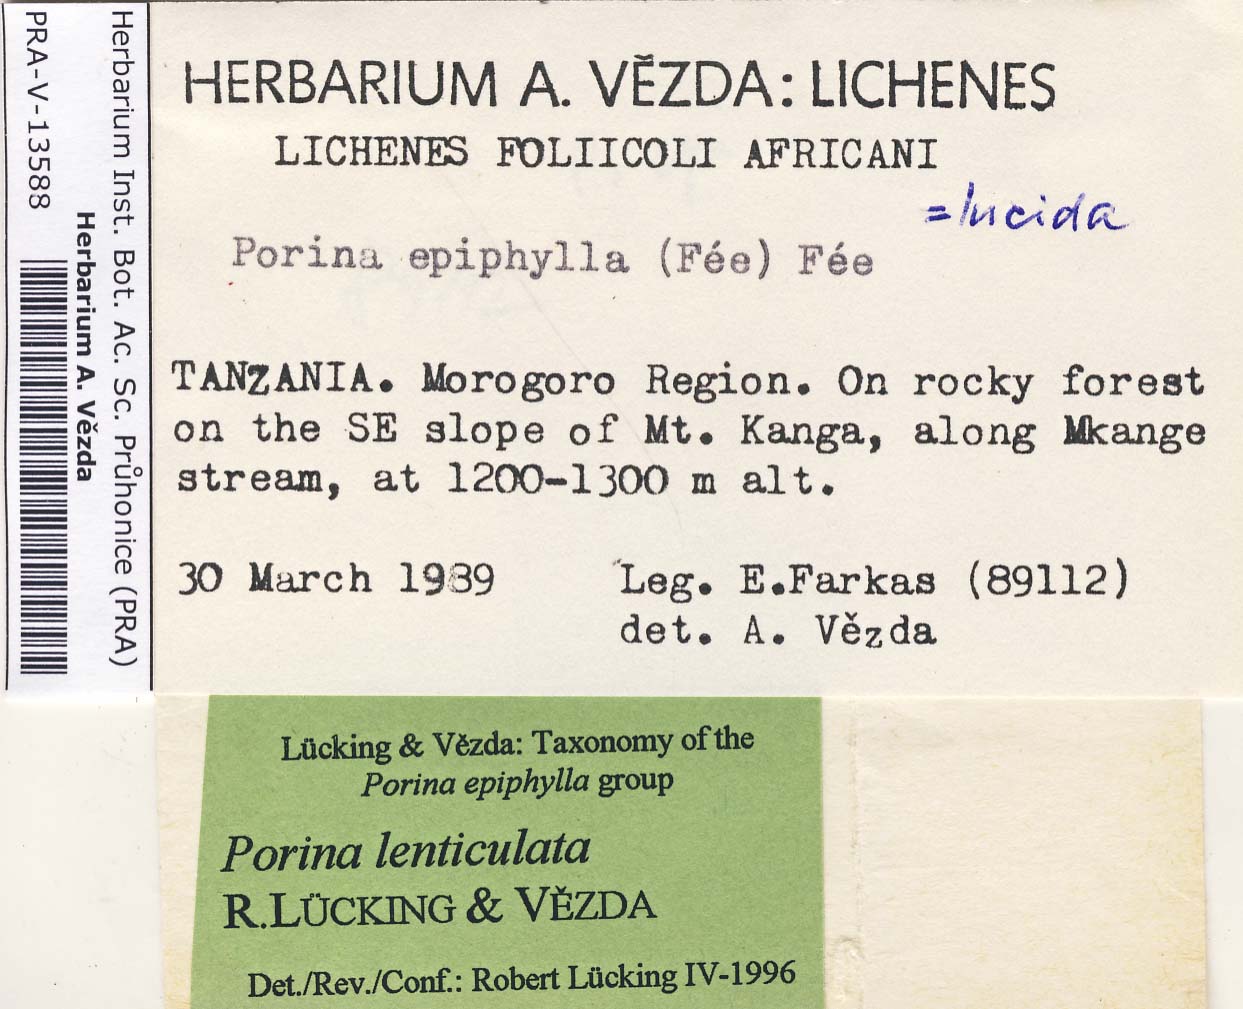 Herbarium Inst. Bot. Ac. Sc. Průhonice (PRA)
Herbarium A. Vězda
PRA-V-13588
HERBARIUM A. VĚZDA: LICHENES
LICHENES FOLIICOLI AFRICANI
=lucida
Porina epiphylla (Fée) Fée
TANZANIA. Morogoro Region. On rocky forest
on the SE slope of Mt. Kanga, along Mkange
stream, at 1200-1300 m alt.
30 March 1989 Leg. E.Farkas (89112)
det. A. Vězda
Lücking & Vězda: Taxonomy of the
Porina epiphylla group
Porina lenticulata
R.LÜCKING & VĚZDA
Det./Rev./Conf.: Robert Lücking IV-1996